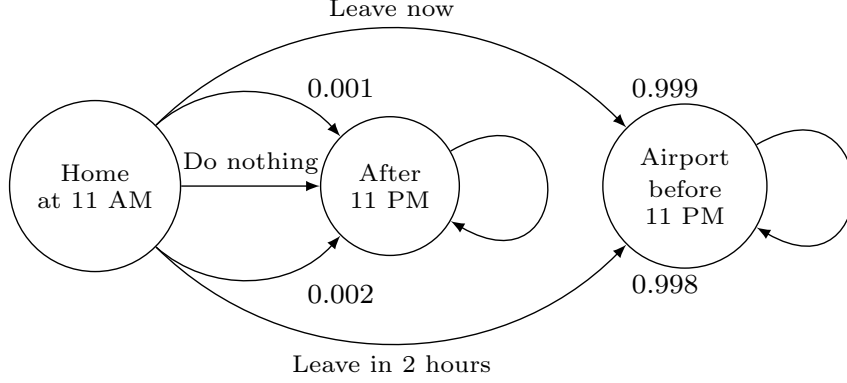 Leave now
0.001
0.999
Do nothing
Home
at 11 AM
After
11 PM
Airport
before
11 PM
0.002
0.998
Leave in 2 hours